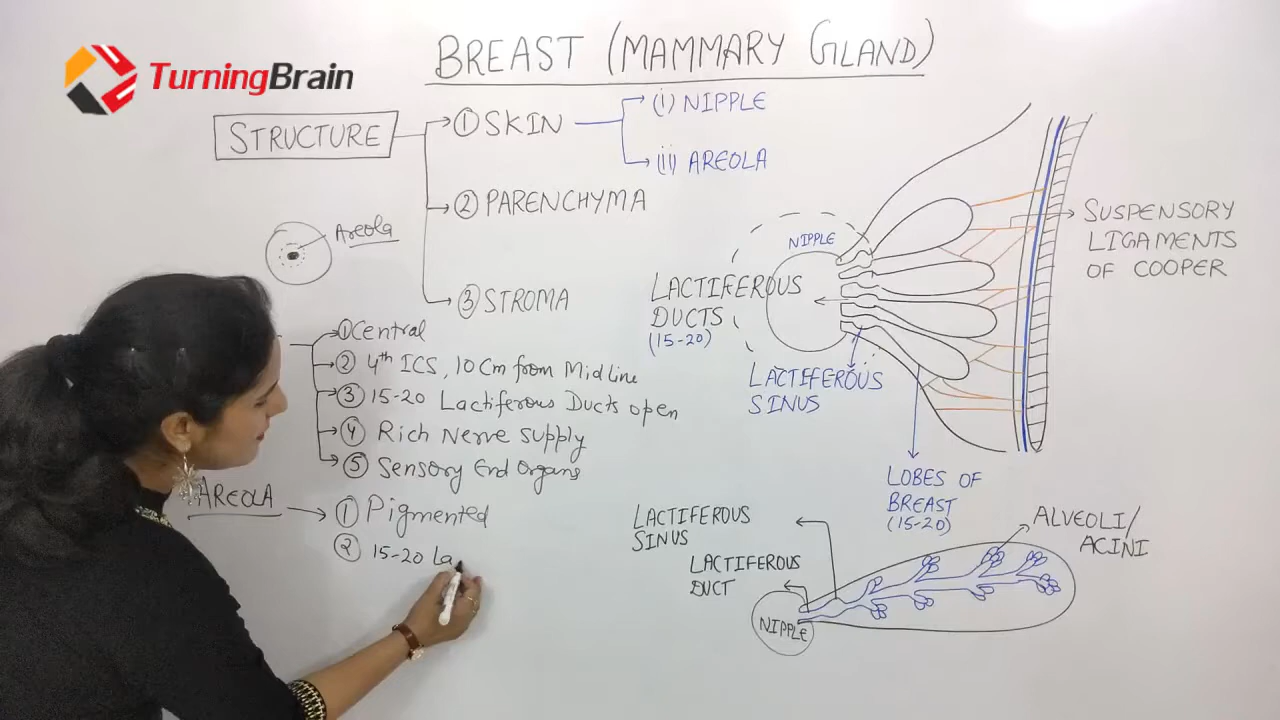 TurningBrain
BREAST (MAMMARY GLAND)
STRUCTURE
① SKIN
(i) NIPPLE
(ii) AREOLA
② PARENCHYMA
③ STROMA
Areola
① Central
② 4th ICS, 10 Cm from Midline
③ 15-20 Lactiferous Ducts open
④ Rich Nerve Supply
⑤ Sensory End Organs
AREOLA
① Pigmented
② 15-20 La
NIPPLE
LACTIFEROUS
DUCTS
(15-20)
LACTIFEROUS
SINUS
SUSPENSORY
LIGAMENTS
OF COOPER
LOBES OF
BREAST
(15-20)
LACTIFEROUS
SINUS
LACTIFEROUS
DUCT
NIPPLE
ALVEOLI/
ACINI